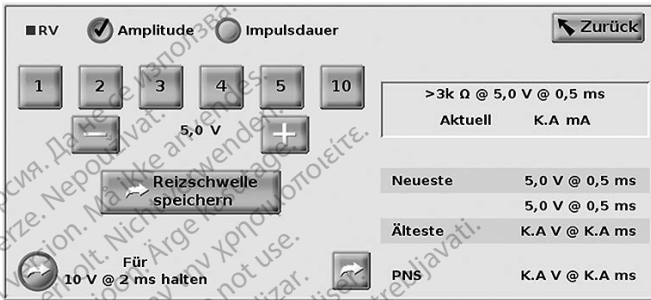 RV Amplitude Impulsdauer Zurück
1 2 3 4 5 10
>3k Ω @ 5,0 V @ 0,5 ms
Aktuell K.A mA
5,0 V
Reizschwelle
speichern
Neueste 5,0 V @ 0,5 ms
5,0 V @ 0,5 ms
Älteste K.A V @ K.A ms
Für
10 V @ 2 ms halten
PNS K.A V @ K.A ms